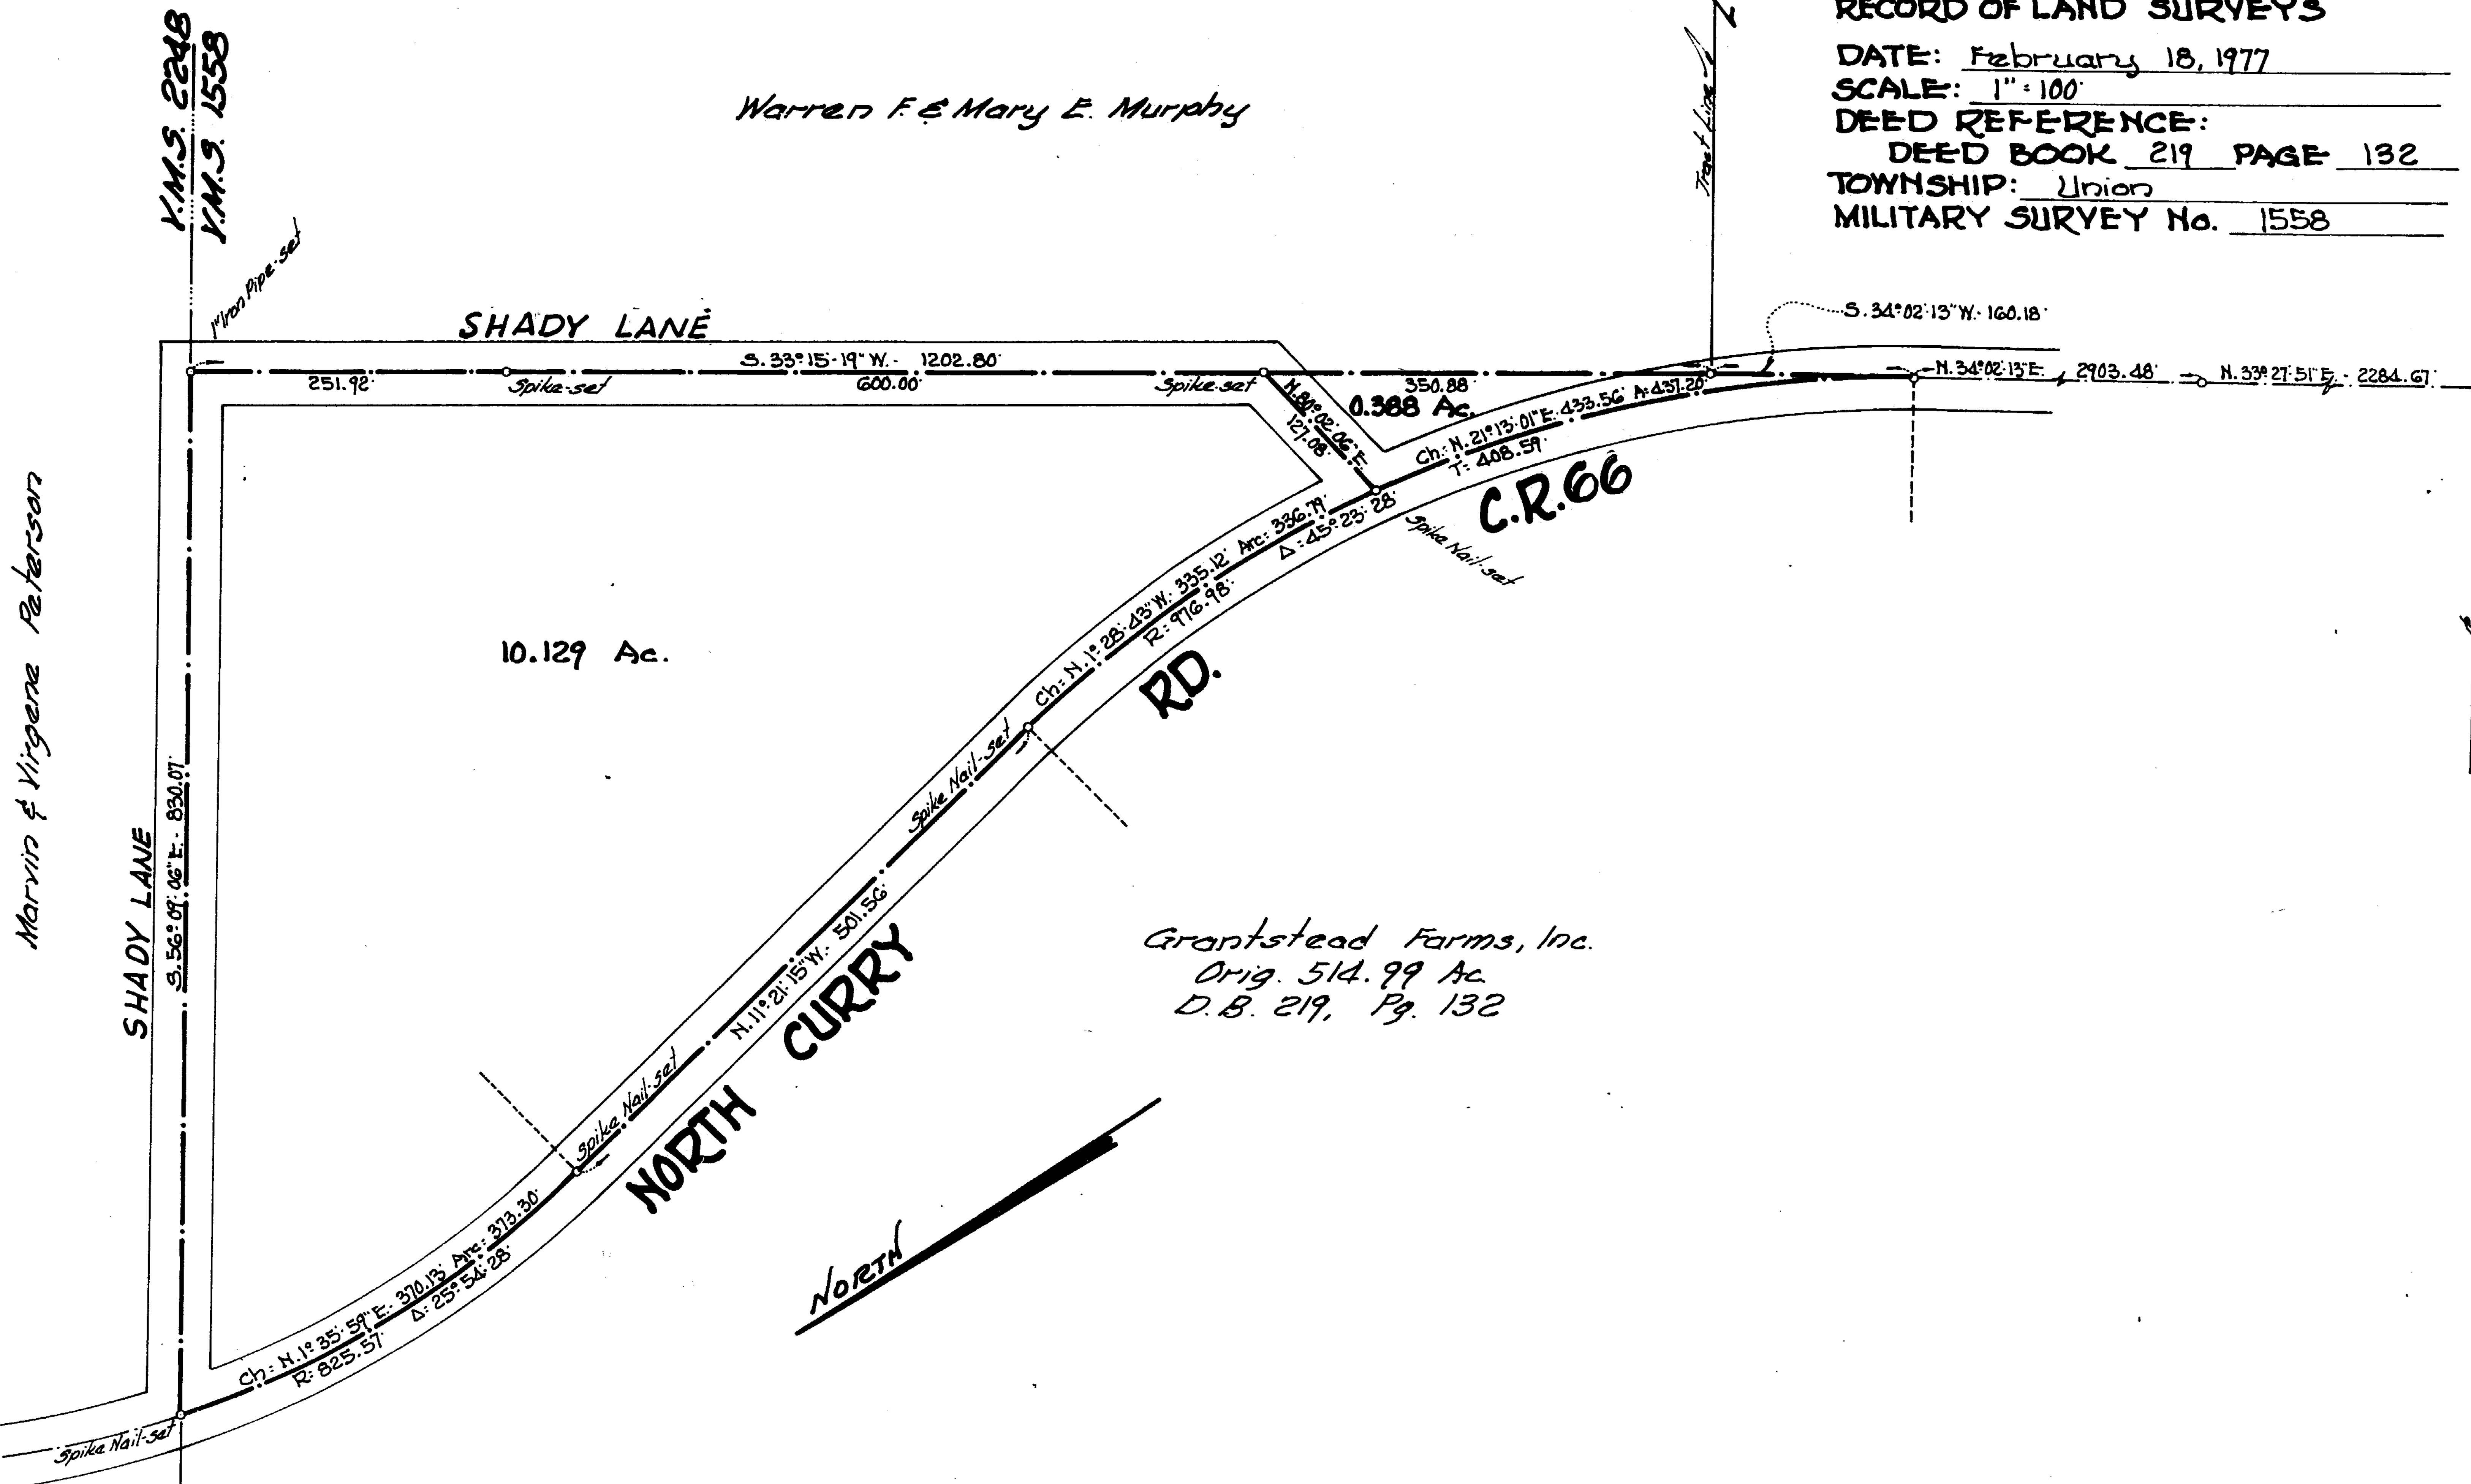 RECORD OF LAND SURVEYS
DATE: February 18, 1977
SCALE: 1" = 100'
DEED REFERENCE:
DEED BOOK 219 PAGE 132
TOWNSHIP: Union
MILITARY SURVEY No. 1558
V.M.S. 2248
V.M.S. 1558
Warren F. & Mary E. Murphy
Tract Line
1" Iron Pipe-set
SHADY LANE
S. 34° 02' 13" W. - 160.18'
S. 33° 15' 19" W. - 1202.80'
251.92'
Spike-set
600.00'
Spike-set
350.88'
N. 34° 02' 13" E.
2903.48'
N. 33° 27' 51" E. - 2284.67'
N. 80° 02' 06" E.
127.08'
0.388 Ac.
Ch: N. 21° 13' 01" E. 433.56' A: 437.20'
T: 408.59'
C.R. 66
Spike Nail-set
Ch: N. 1° 28' 43" W. 335.12' Arc: 336.79'
Δ: 45° 23' 28"
R: 976.98'
Marvin & Virgene Peterson
10.129 Ac.
RD.
Spike Nail-set
SHADY LANE
S. 56° 09' 06" E. - 830.07'
N. 11° 21' 15" W. - 501.56'
NORTH CURRY
Grantstead Farms, Inc.
Orig. 514.99 Ac.
D.B. 219, Pg. 132
Spike Nail-set
Ch: N. 1° 35' 59" E. - 370.13' Arc: 373.30'
Δ: 25° 54' 28"
R: 825.57'
NORTH
Spike Nail-set